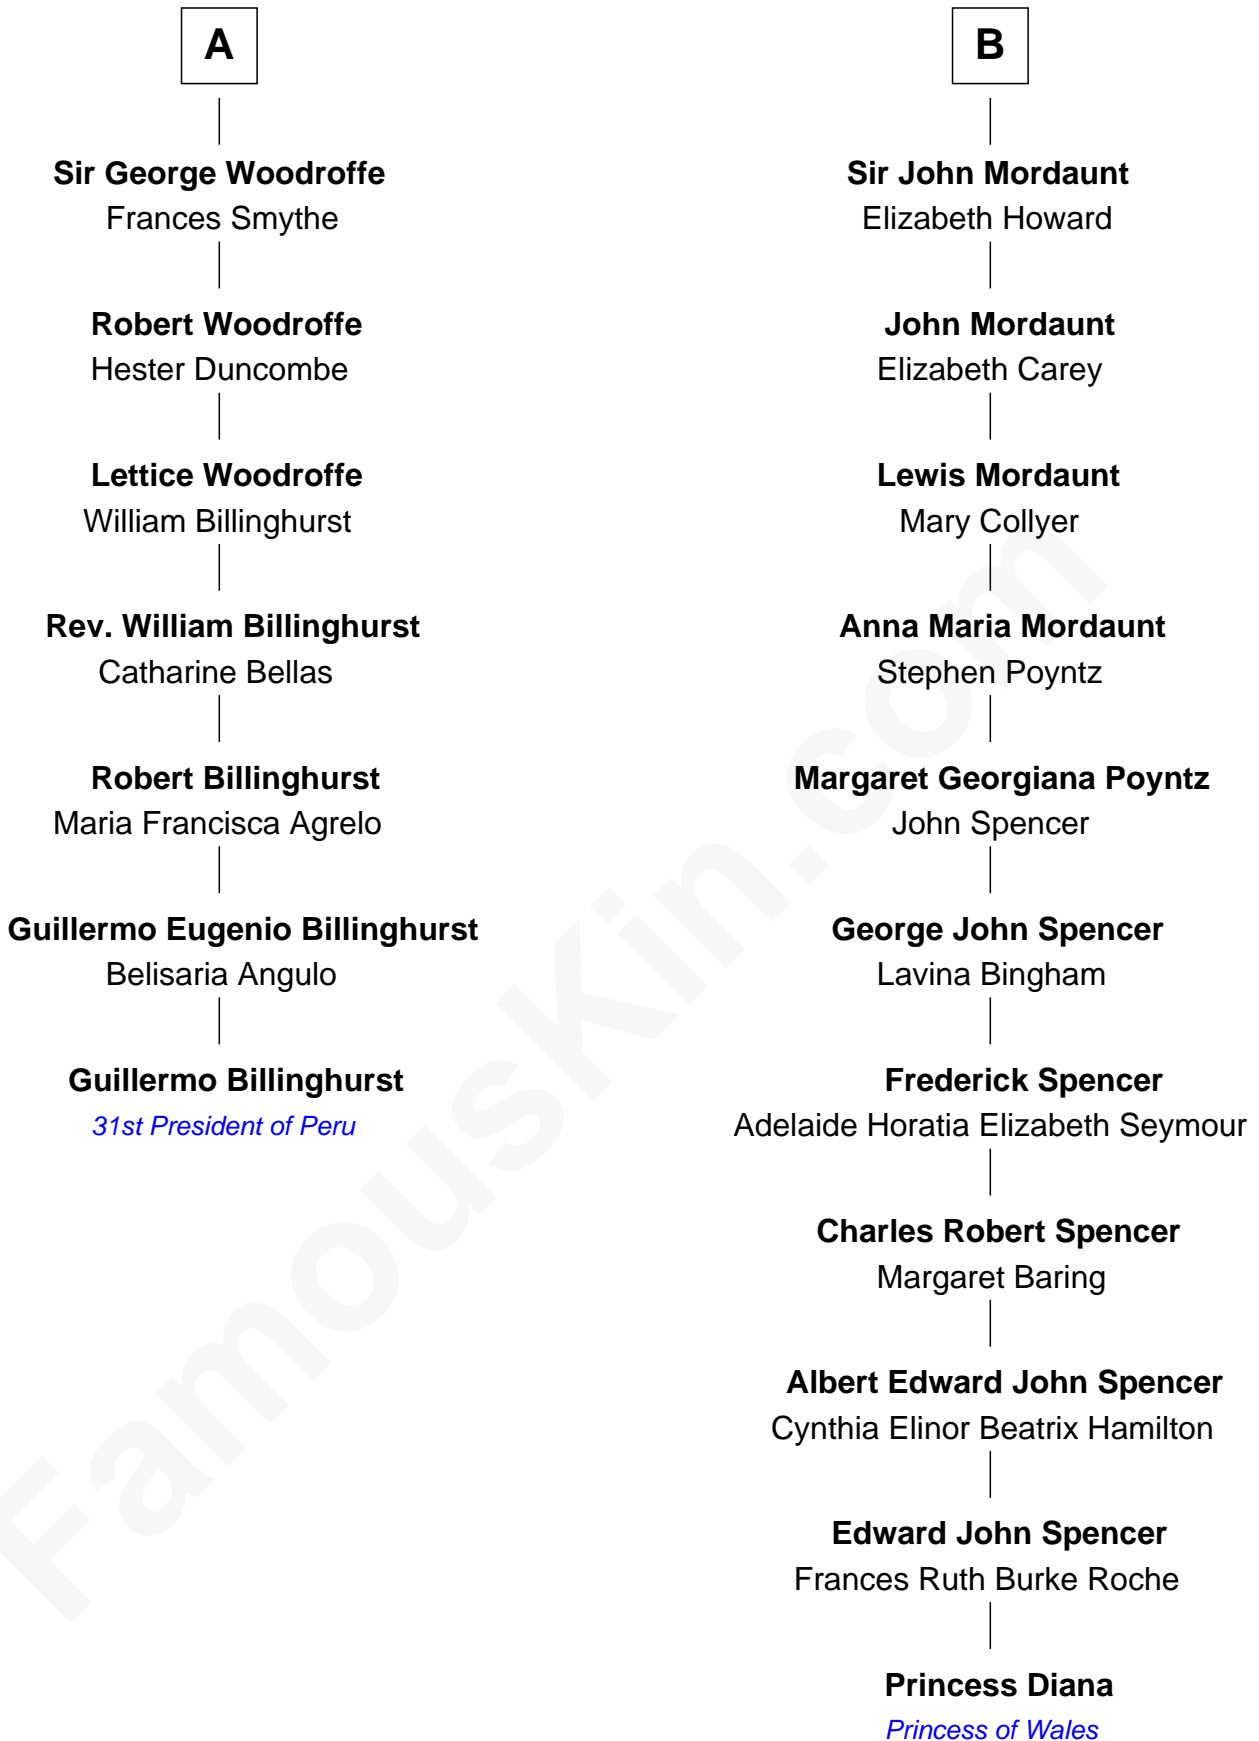 A
Sir George Woodroffe
Frances Smythe
Robert Woodroffe
Hester Duncombe
Lettice Woodroffe
William Billinghurst
Rev. William Billinghurst
Catharine Bellas
Robert Billinghurst
Maria Francisca Agrelo
Guillermo Eugenio Billinghurst
Belisaria Angulo
Guillermo Billinghurst
31st President of Peru
B
Sir John Mordaunt
Elizabeth Howard
John Mordaunt
Elizabeth Carey
Lewis Mordaunt
Mary Collyer
Anna Maria Mordaunt
Stephen Poyntz
Margaret Georgiana Poyntz
John Spencer
George John Spencer
Lavina Bingham
Frederick Spencer
Adelaide Horatia Elizabeth Seymour
Charles Robert Spencer
Margaret Baring
Albert Edward John Spencer
Cynthia Elinor Beatrix Hamilton
Edward John Spencer
Frances Ruth Burke Roche
Princess Diana
Princess of Wales
FamousKin.com